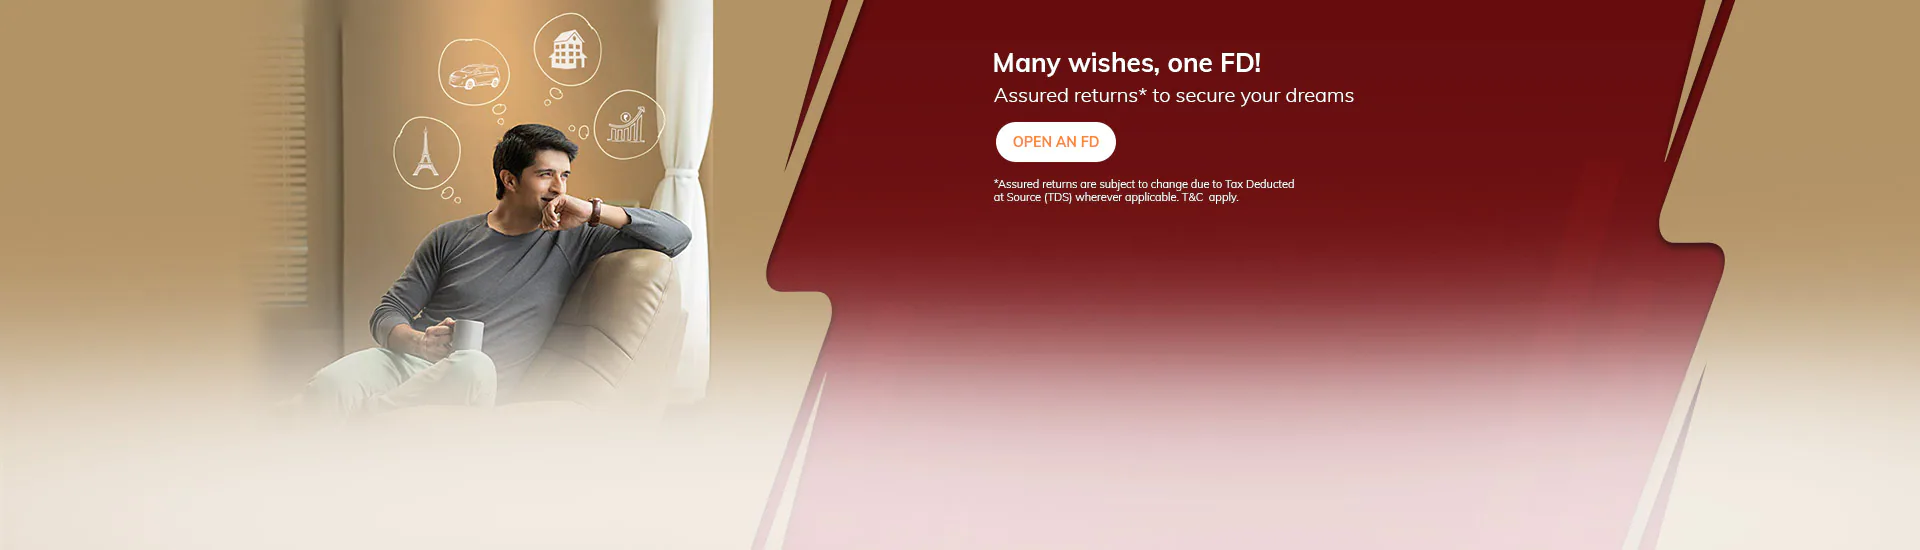 Many wishes, one FD!
Assured returns* to secure your dreams
OPEN AN FD
*Assured returns are subject to change due to Tax Deducted
at Source (TDS) wherever applicable. T&C apply.